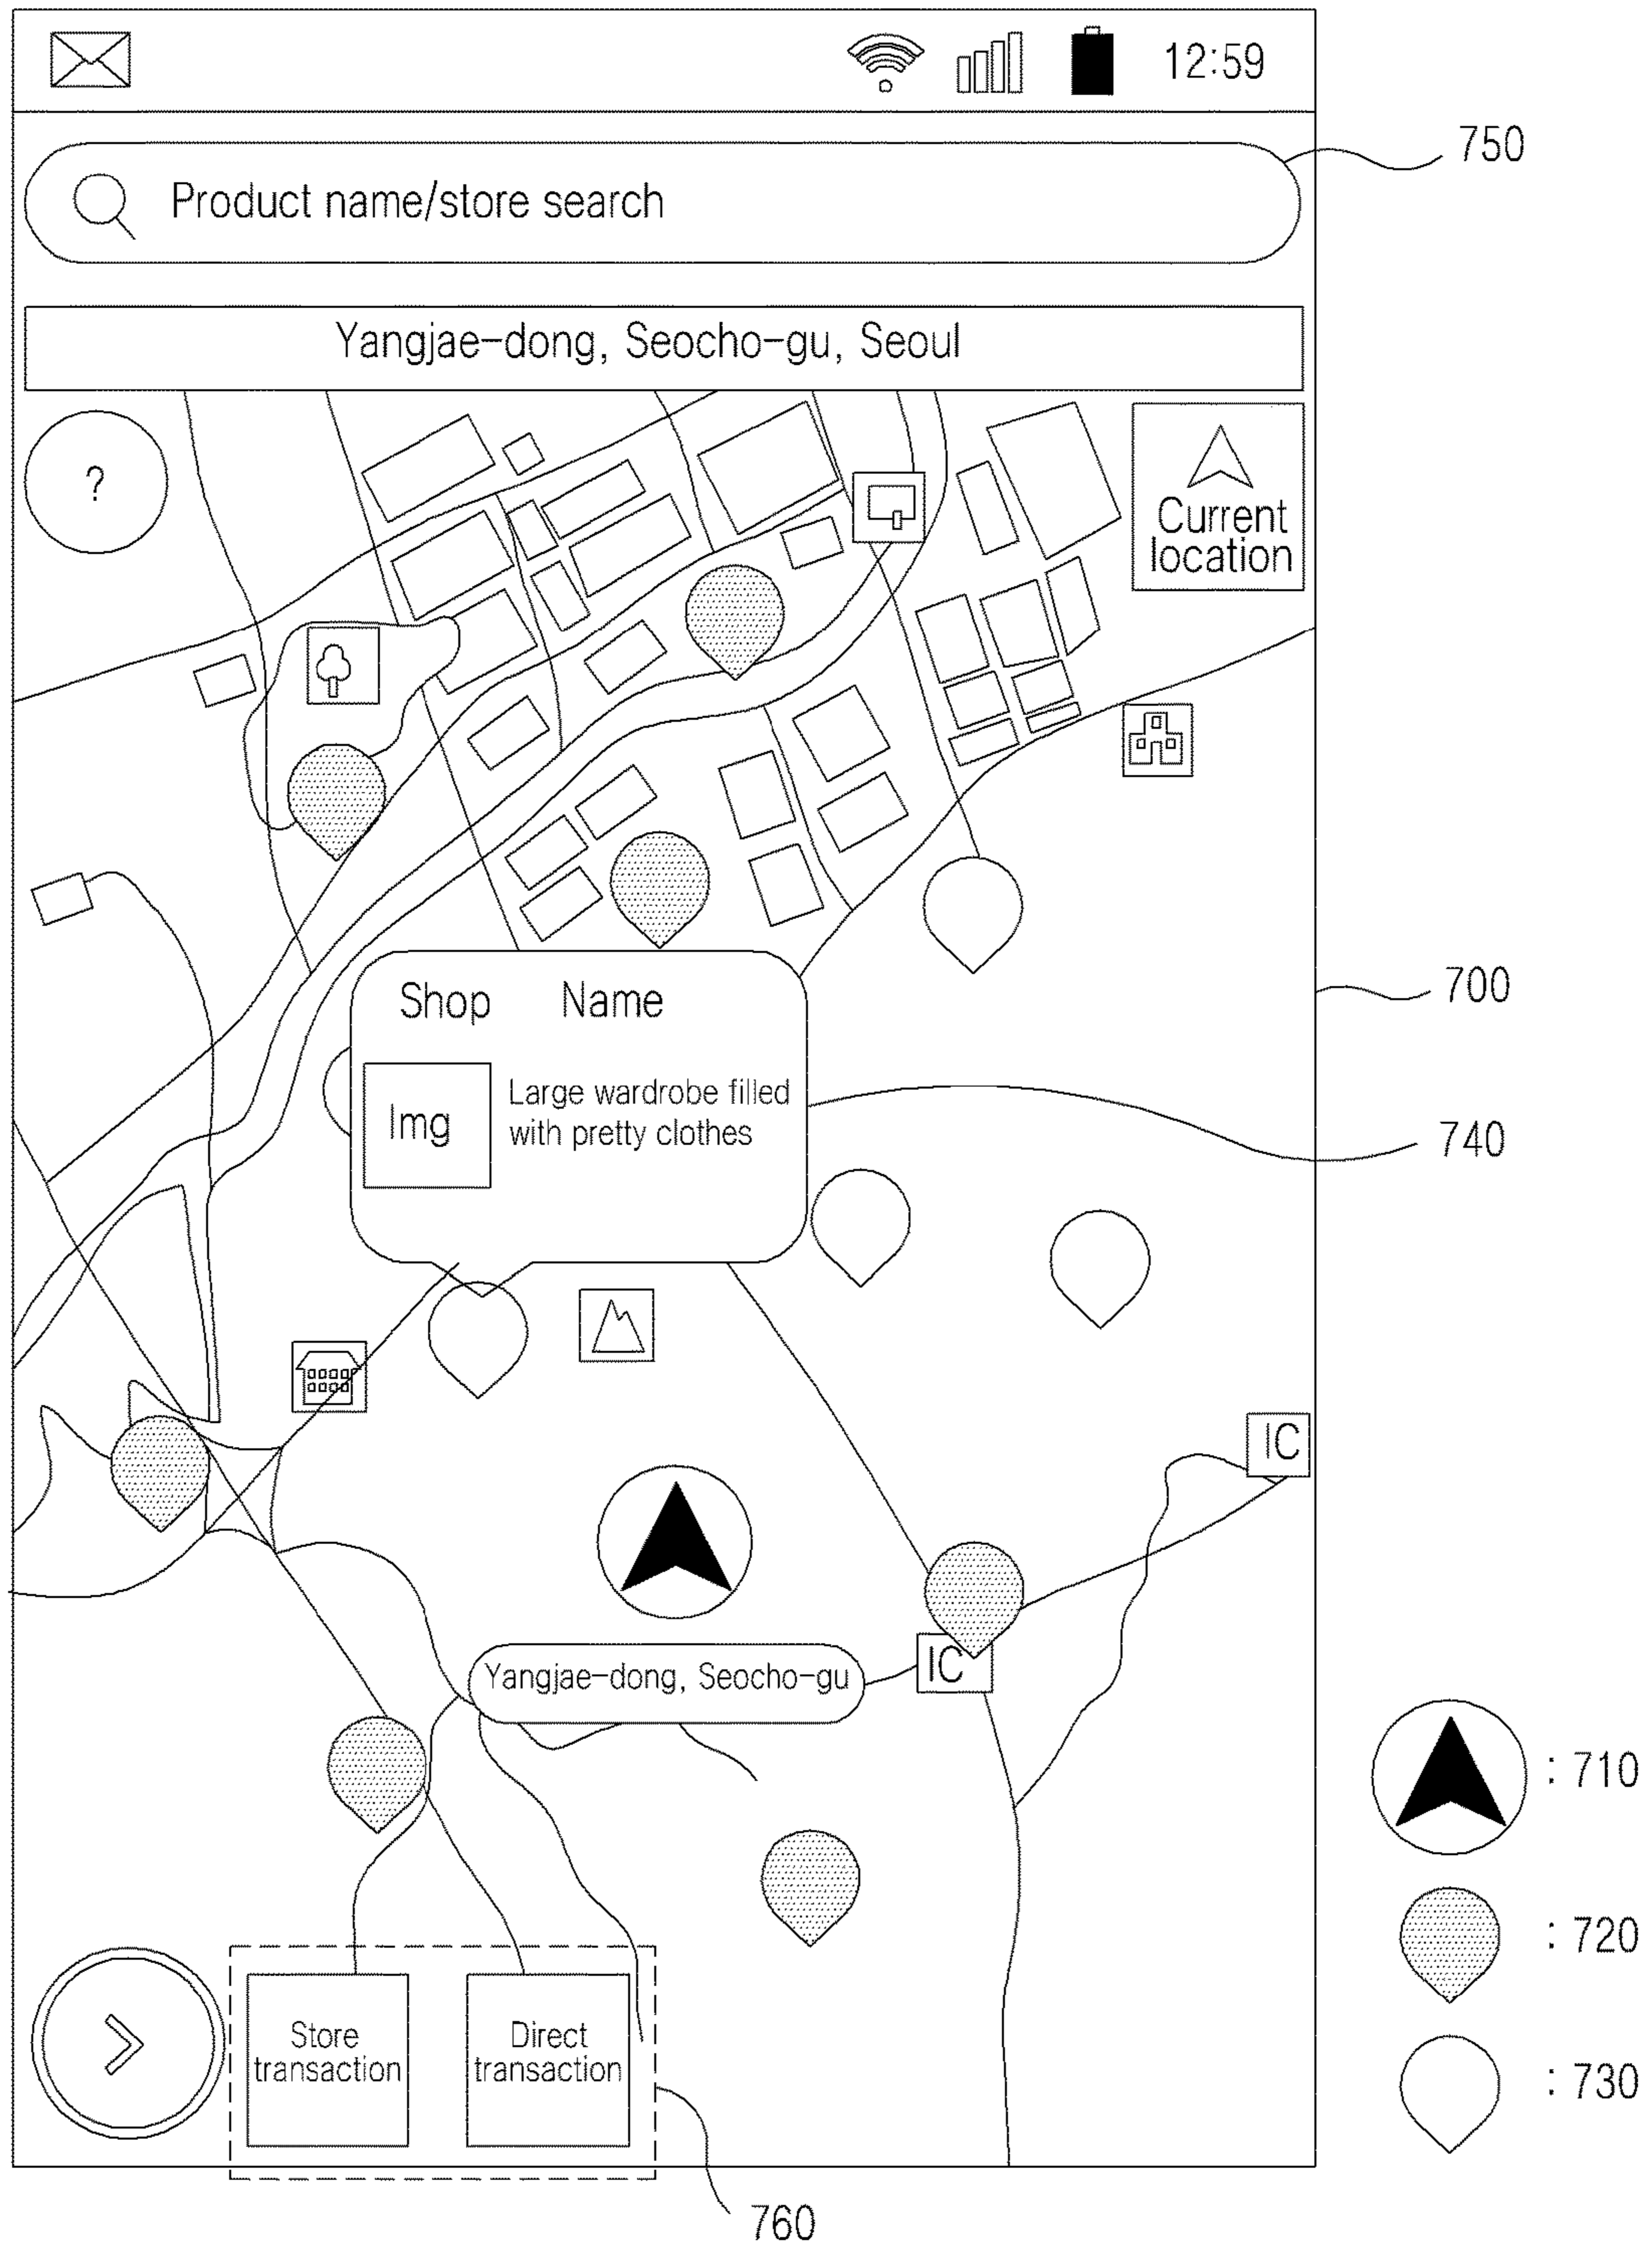 12:59
750
Product name/store search
Yangjae-dong, Seocho-gu, Seoul
?
Current
location
Shop Name
700
Img
Large wardrobe filled
with pretty clothes
740
IC
IC
Yangjae-dong, Seocho-gu
: 710
: 720
: 730
Store
transaction
Direct
transaction
760